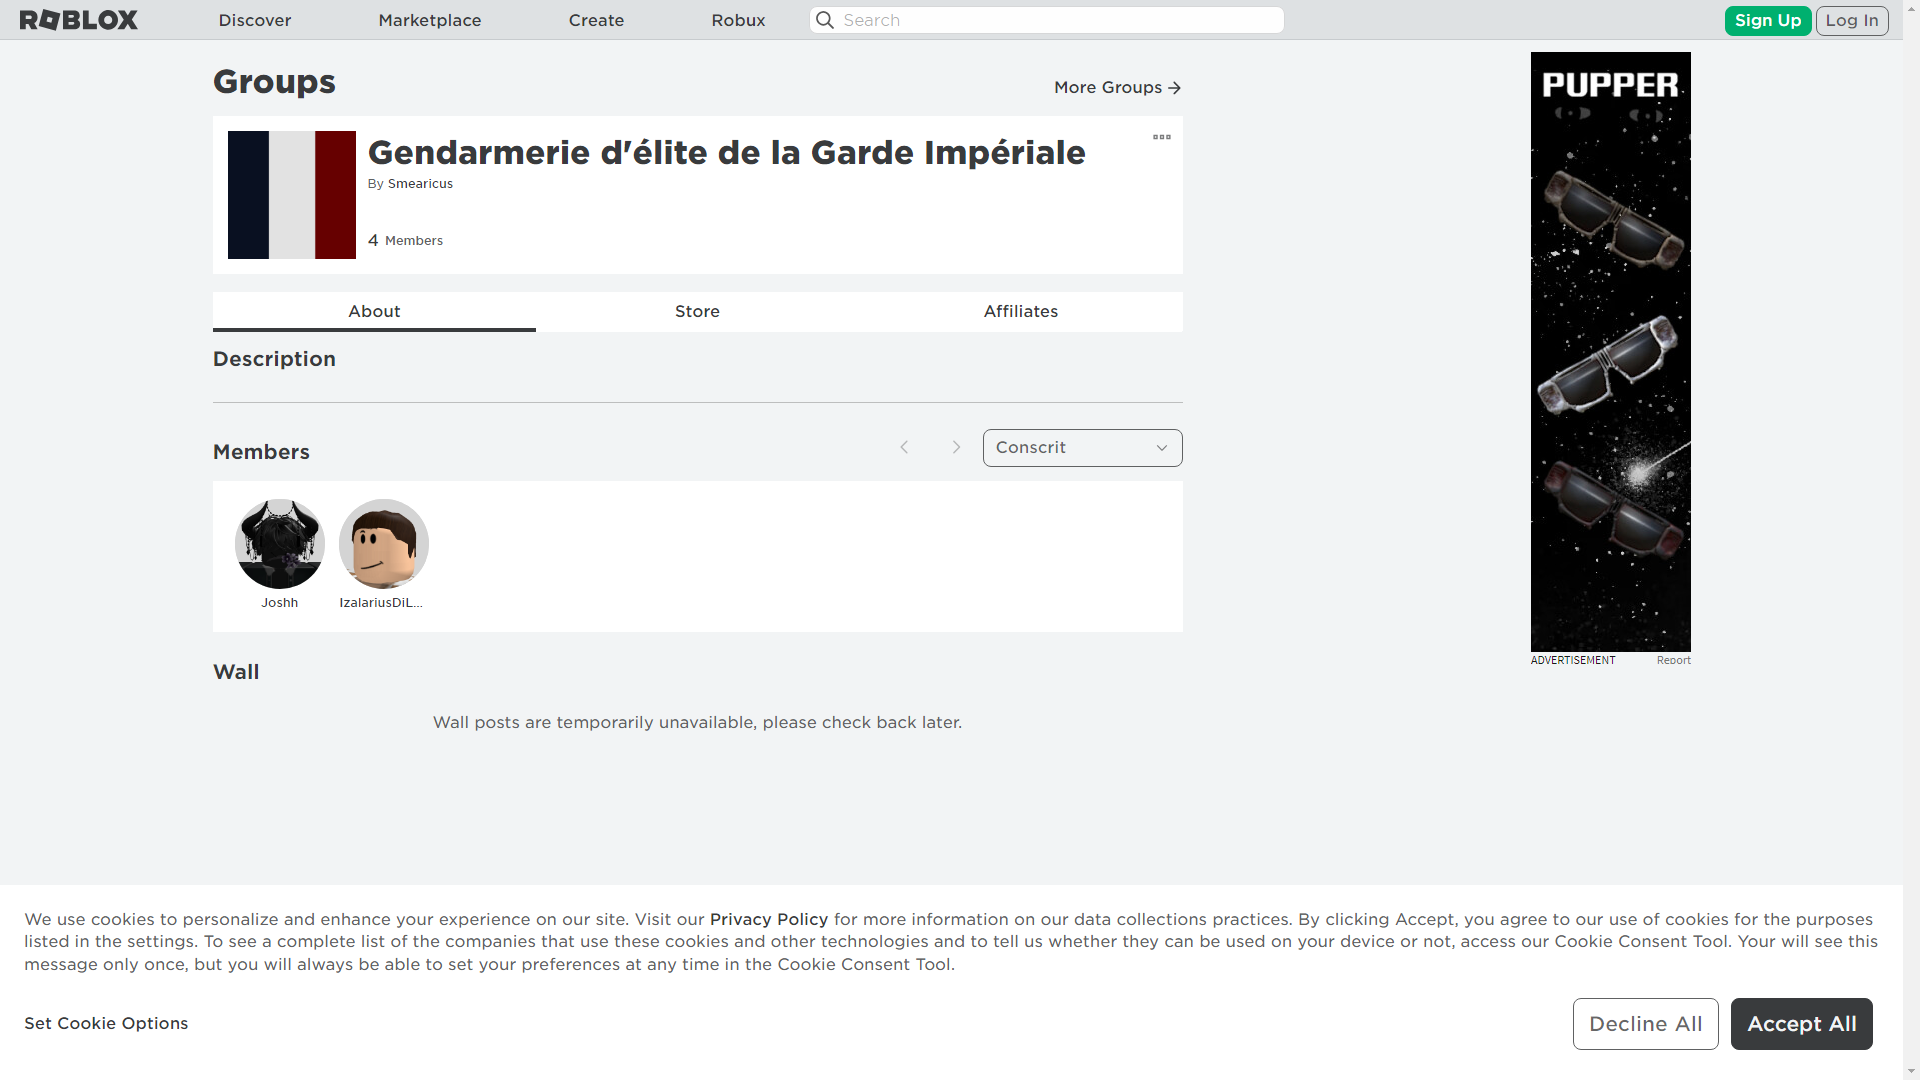 ROBLOX
Discover
Marketplace
Create
Robux
Search
Sign Up
Log In
Groups
More Groups
Gendarmerie d'élite de la Garde Impériale
By Smearicus
4 Members
About
Store
Affiliates
Description
Members
Conscrit
Joshh
IzalariusDiL...
Wall
Wall posts are temporarily unavailable, please check back later.
PUPPER
ADVERTISEMENT
Report
We use cookies to personalize and enhance your experience on our site. Visit our Privacy Policy for more information on our data collections practices. By clicking Accept, you agree to our use of cookies for the purposes
listed in the settings. To see a complete list of the companies that use these cookies and other technologies and to tell us whether they can be used on your device or not, access our Cookie Consent Tool. Your will see this
message only once, but you will always be able to set your preferences at any time in the Cookie Consent Tool.
Set Cookie Options
Decline All
Accept All